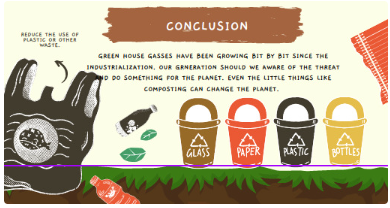 CONCLUSION
REDUCE THE USE OF
PLASTIC OR OTHER
WASTE.
GREEN HOUSE GASSES HAVE BEEN GROWING BIT BY BIT SINCE THE
INDUSTRIALIZATION, OUR GENERATION SHOULD WE AWARE OF THE THREAT
AND DO SOMETHING FOR THE PLANET. EVEN THE LITTLE THINGS LIKE
COMPOSTING CAN CHANGE THE PLANET.
GLASS
PAPER
PLASTIC
BOTTLES